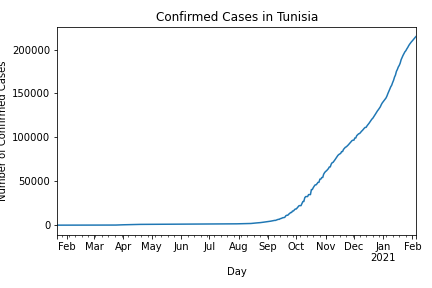 Confirmed Cases in Tunisia
Number of Confirmed Cases
200000
150000
100000
50000
0
Feb Mar Apr May Jun Jul Aug Sep Oct Nov Dec Jan Feb
2021
Day